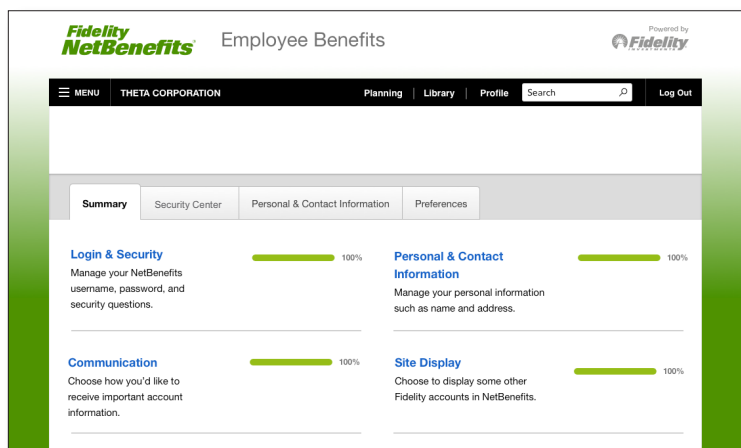 Fidelity
NetBenefits®
Employee Benefits
Powered by
Fidelity
INVESTMENTS
MENU
THETA CORPORATION
Planning | Library | Profile
Search
Log Out
Summary
Security Center
Personal & Contact Information
Preferences
Login & Security
100%
Manage your NetBenefits
username, password, and
security questions.
Personal & Contact
Information
100%
Manage your personal information
such as name and address.
Communication
100%
Choose how you’d like to
receive important account
information.
Site Display
100%
Choose to display some other
Fidelity accounts in NetBenefits.